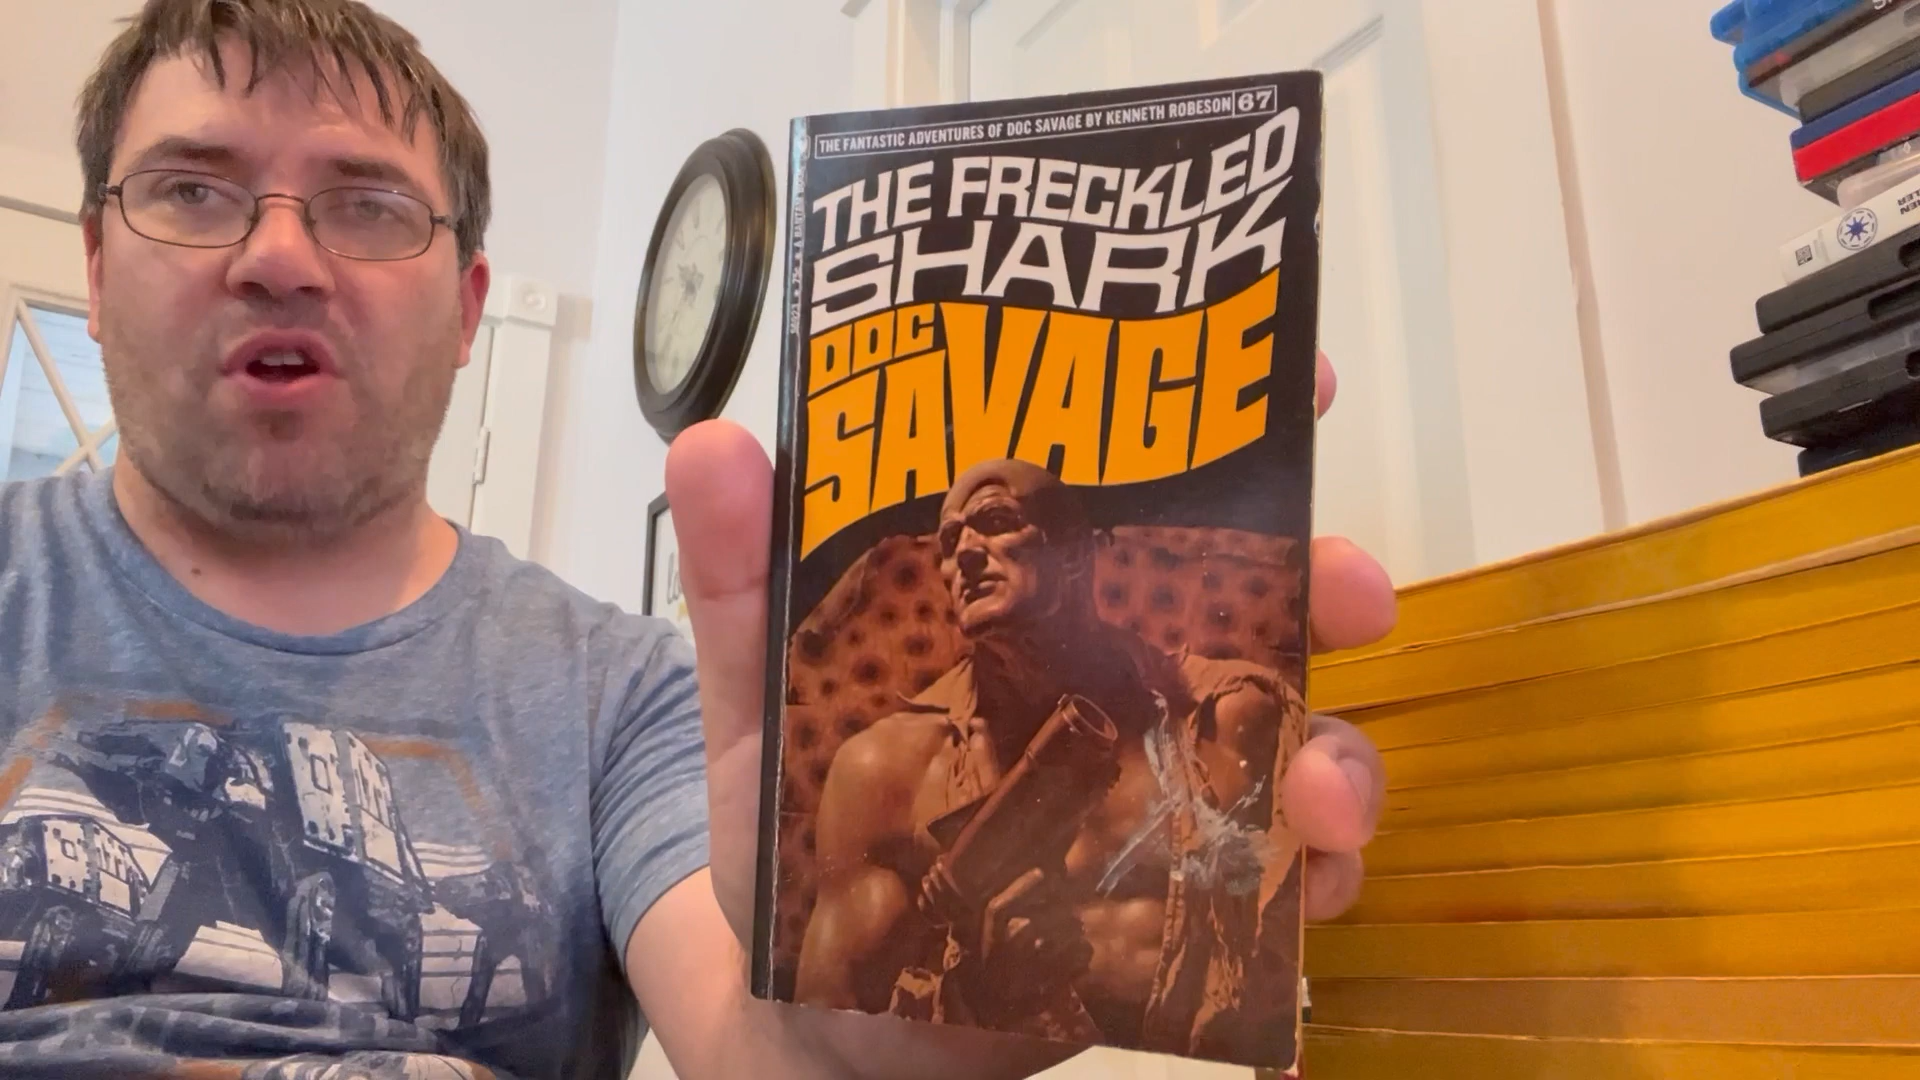 THE FANTASTIC ADVENTURES OF DOC SAVAGE BY KENNETH ROBESON 67
THE FRECKLED
SHARK
DOC
SAVAGE